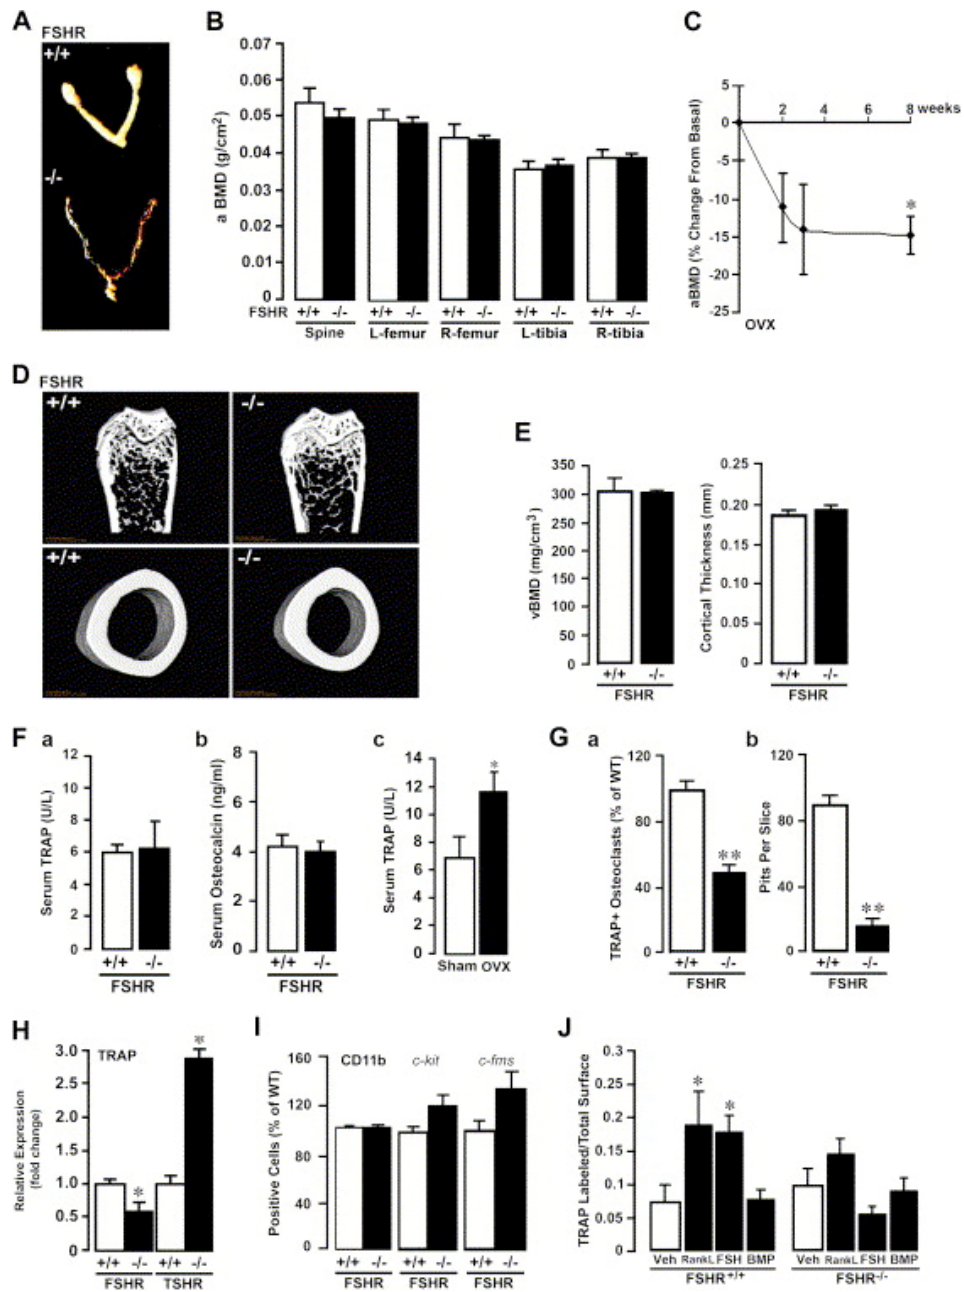 A
FSHR
+/+
-/-
B
0.07
0.06
0.05
0.04
0.03
0.02
0.01
0
a BMD (g/cm2)
FSHR +/+ -/- +/+ -/- +/+ -/- +/+ -/- +/+ -/-
Spine L-femur R-femur L-tibia R-tibia
C
5
0
-5
-10
-15
-20
-25
aBMD (% Change From Basal)
2 4 6 8 weeks
*
OVX
D
FSHR
+/+ -/-
+/+ -/-
E
350
300
250
200
150
100
50
0
vBMD (mg/cm3)
+/+ -/-
FSHR
0.25
0.20
0.15
0.10
0.05
0
Cortical Thickness (mm)
+/+ -/-
FSHR
F a
12
10
8
6
4
2
0
Serum TRAP (U/L)
+/+ -/-
FSHR
b
8
6
4
2
0
Serum Osteocalcin (ng/ml)
+/+ -/-
FSHR
c
14
12
10
8
6
4
2
0
Serum TRAP (U/L)
*
Sham OVX
G a
120
80
40
0
TRAP+ Osteoclasts (% of WT)
**
+/+ -/-
FSHR
b
120
80
40
0
Pits Per Slice
**
+/+ -/-
FSHR
H
TRAP
3.0
2.5
2.0
1.5
1.0
0.5
0
Relative Expression
(fold change)
* *
+/+ -/- +/+ -/-
FSHR TSHR
I
160
120
80
40
0
Positive Cells (% of WT)
CD11b c-kit c-fms
+/+ -/- +/+ -/- +/+ -/-
FSHR FSHR FSHR
J
0.3
0.25
0.2
0.15
0.1
0.05
0
TRAP Labeled/Total Surface
* *
Veh RankL FSH BMP Veh RankL FSH BMP
FSHR+/+ FSHR-/-